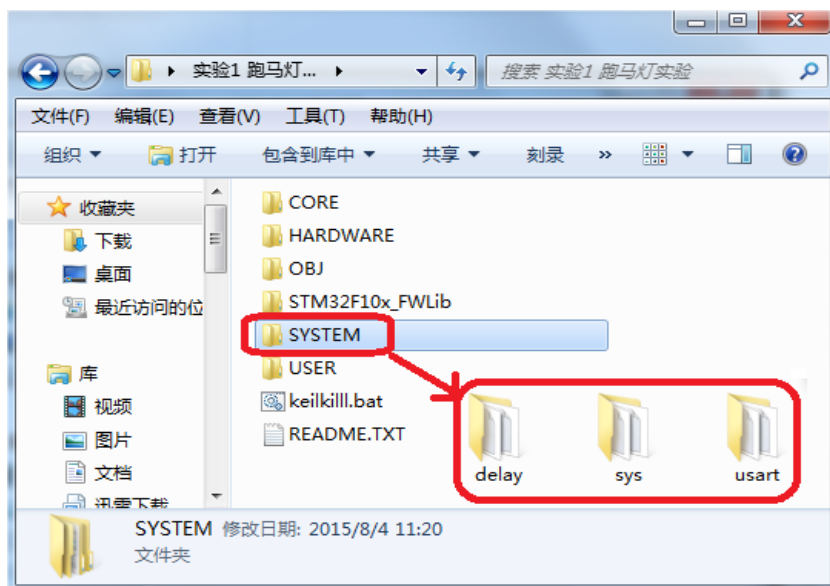 实验1 跑马灯...
搜索 实验1 跑马灯实验
文件(F) 编辑(E) 查看(V) 工具(T) 帮助(H)
组织 打开 包含到库中 共享 刻录 »
收藏夹
下载
桌面
最近访问的位
库
视频
图片
文档
迅雷下载
CORE
HARDWARE
OBJ
STM32F10x_FWLib
SYSTEM
USER
keilkilll.bat
README.TXT
delay sys usart
SYSTEM 修改日期: 2015/8/4 11:20
文件夹